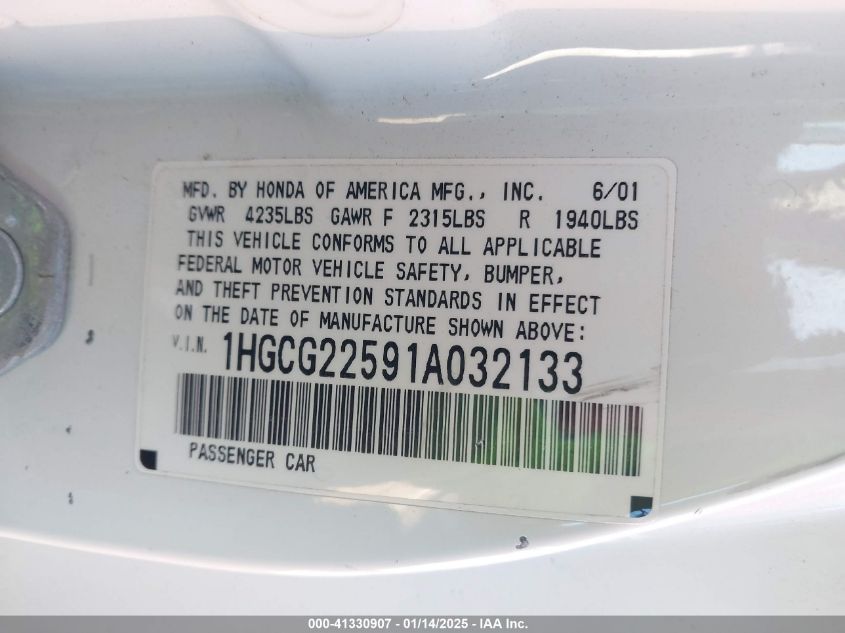 MFD. BY HONDA OF AMERICA MFG., INC. 6/01
GVWR 4235LBS GAWR F 2315LBS R 1940LBS
THIS VEHICLE CONFORMS TO ALL APPLICABLE
FEDERAL MOTOR VEHICLE SAFETY, BUMPER,
AND THEFT PREVENTION STANDARDS IN EFFECT
ON THE DATE OF MANUFACTURE SHOWN ABOVE:
V.I.N. 1HGCG22591A032133
PASSENGER CAR
000-41330907 - 01/14/2025 - IAA Inc.